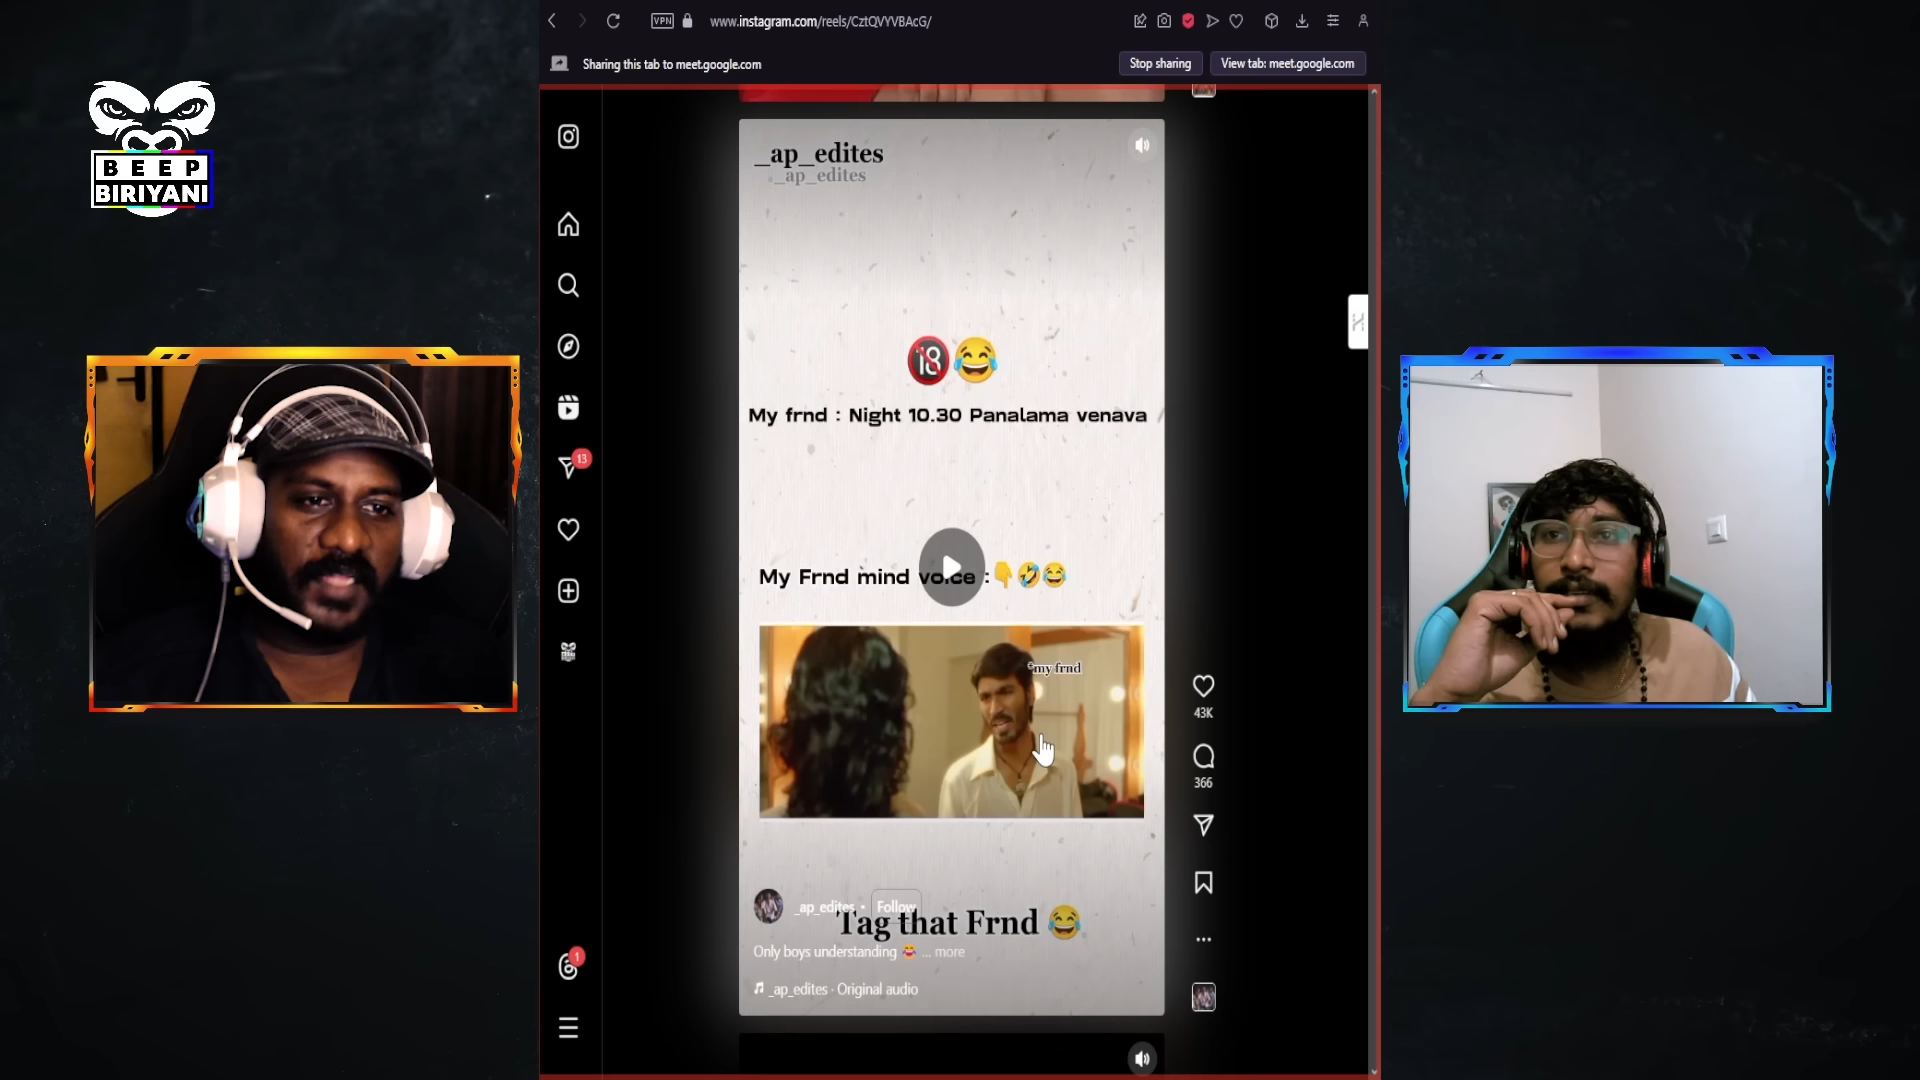 www.instagram.com/reels/CztQVYVBAcG/
VPN
Sharing this tab to meet.google.com
Stop sharing
View tab: meet.google.com
BEEP
BIRIYANI
_ap_edites
_ap_edites
🔞😂
My frnd : Night 10.30 Panalama venava
My Frnd mind voice :👇🤣😂
*my frnd
13
43K
366
_ap_edites • Follow
Tag that Frnd 😂
Only boys understanding 😂 ... more
_ap_edites · Original audio
1